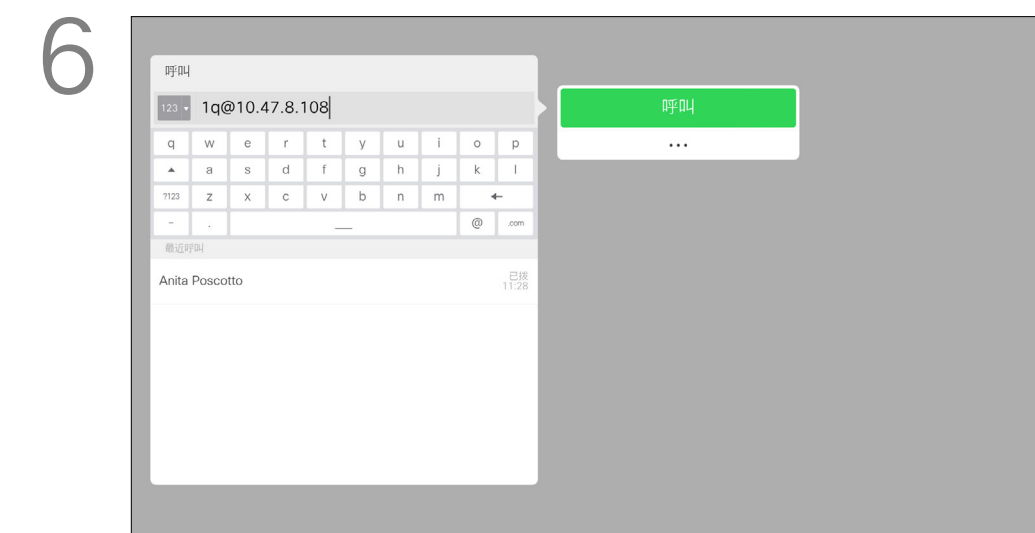 6
呼叫
123 1q@10.47.8.108
呼叫
...
q w e r t y u i o p
a s d f g h j k l
?123 z x c v b n m
- . @ .com
最近呼叫
Anita Poscotto 已拨
11:28